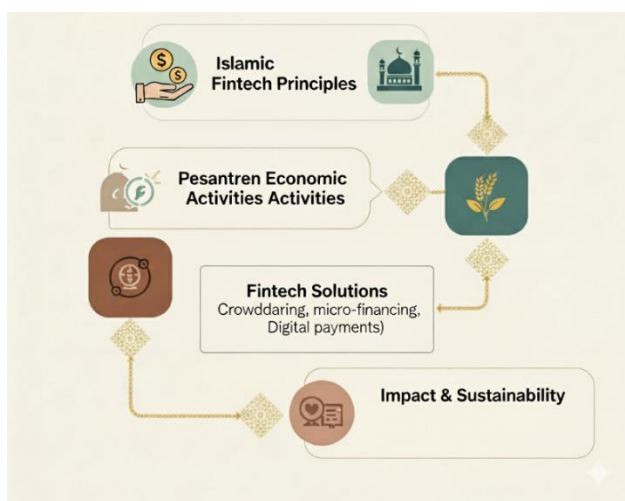 Islamic
Fintech Principles
Pesantren Economic
Activities Activities
Fintech Solutions
Crowddaring, micro-financing,
Digital payments)
Impact & Sustainability